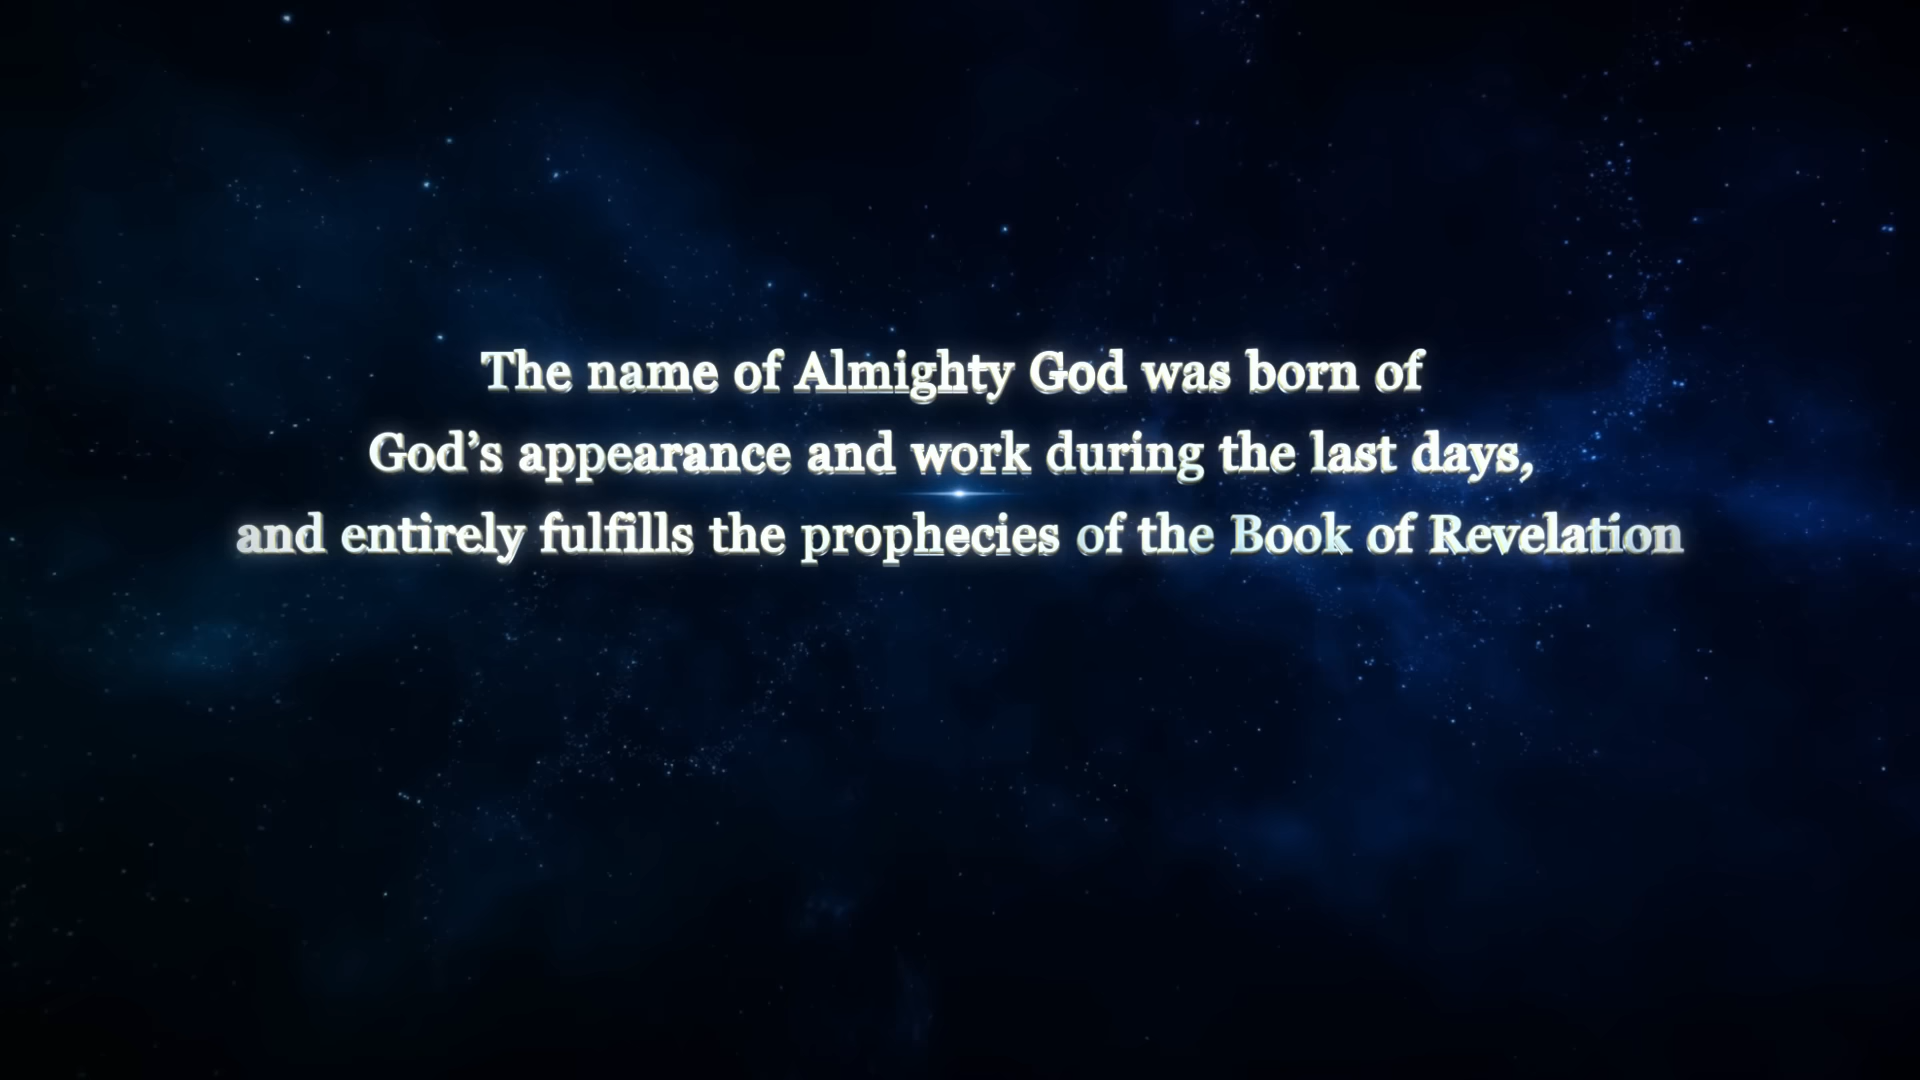 The name of Almighty God was born of
God’s appearance and work during the last days,
and entirely fulfills the prophecies of the Book of Revelation